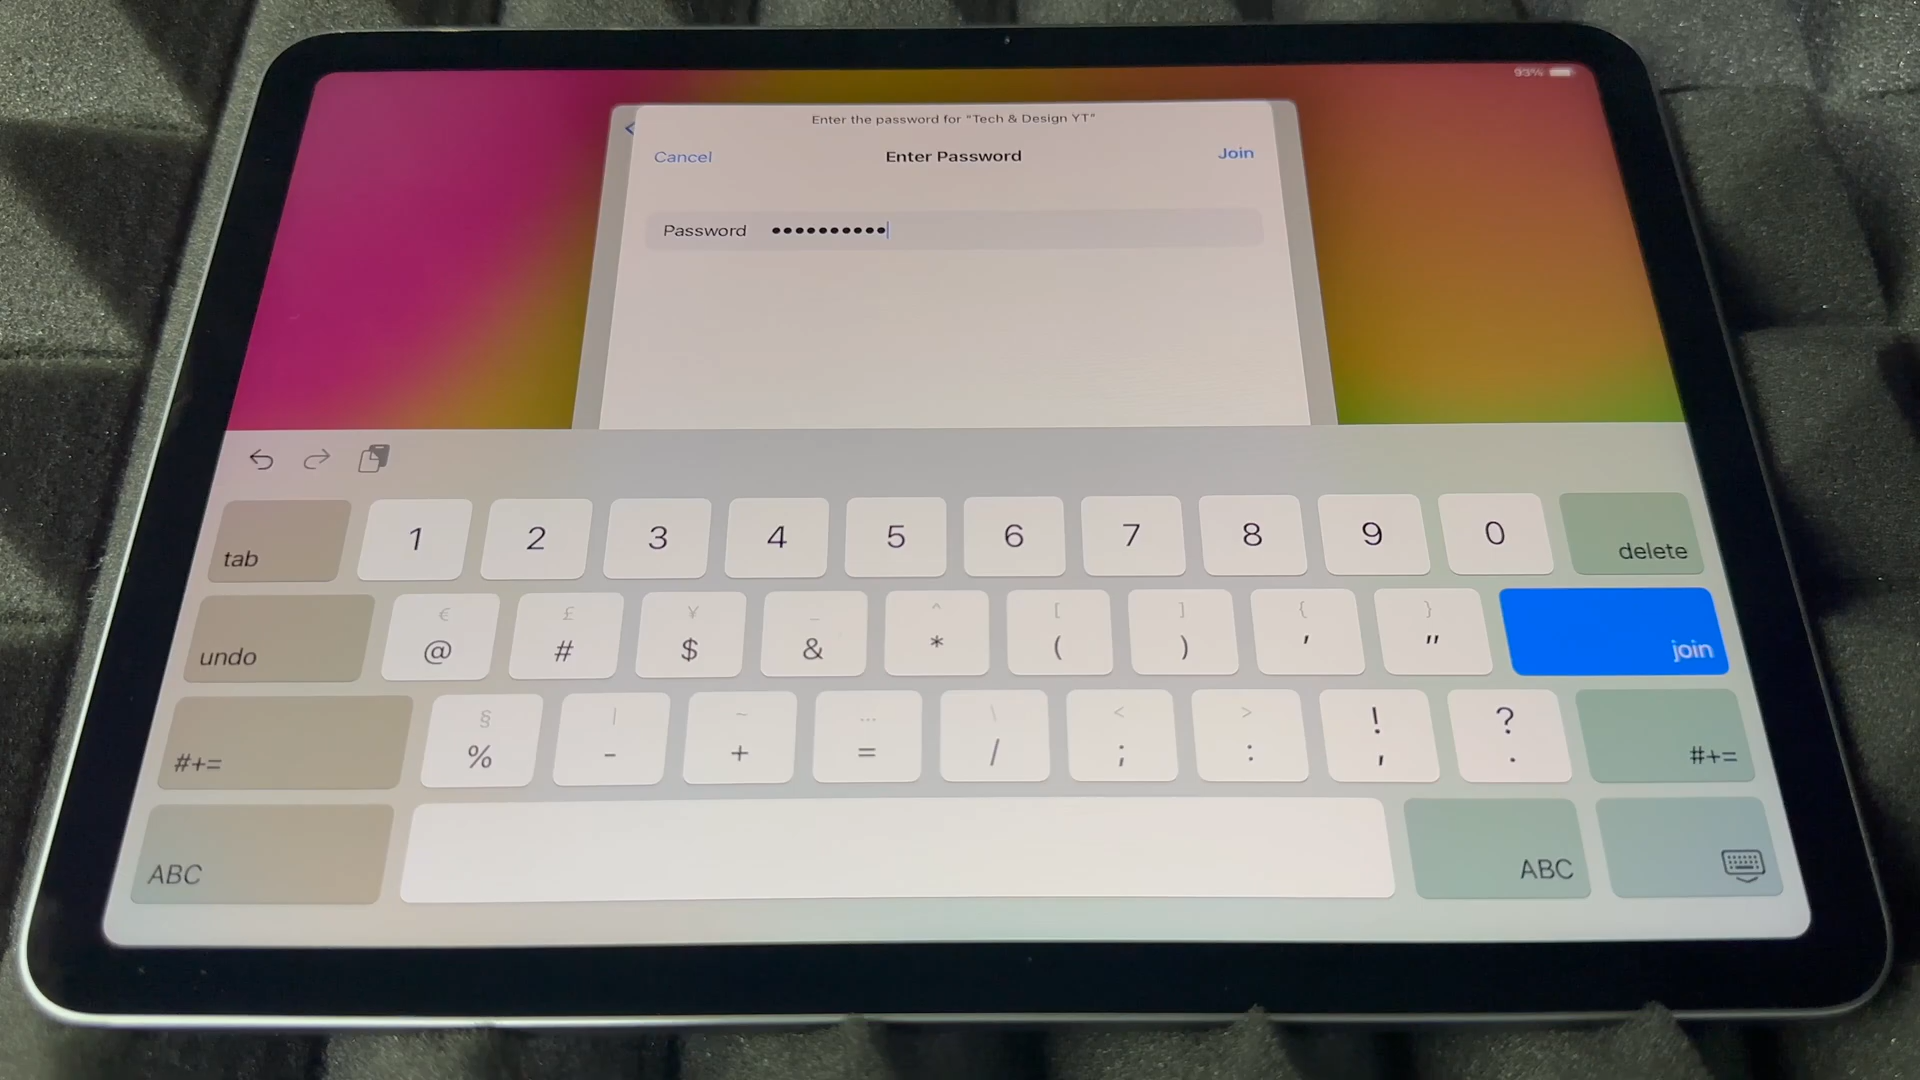 93%
Enter the password for "Tech & Design YT"
Cancel Enter Password Join
Password ••••••••••
tab 1 2 3 4 5 6 7 8 9 0 delete
€ £ ¥ _ ^ [ ] { }
undo @ # $ & * ( ) ' " join
§ | ~ … \ < > ! ?
#+= % - + = / ; : , . #+=
ABC ABC